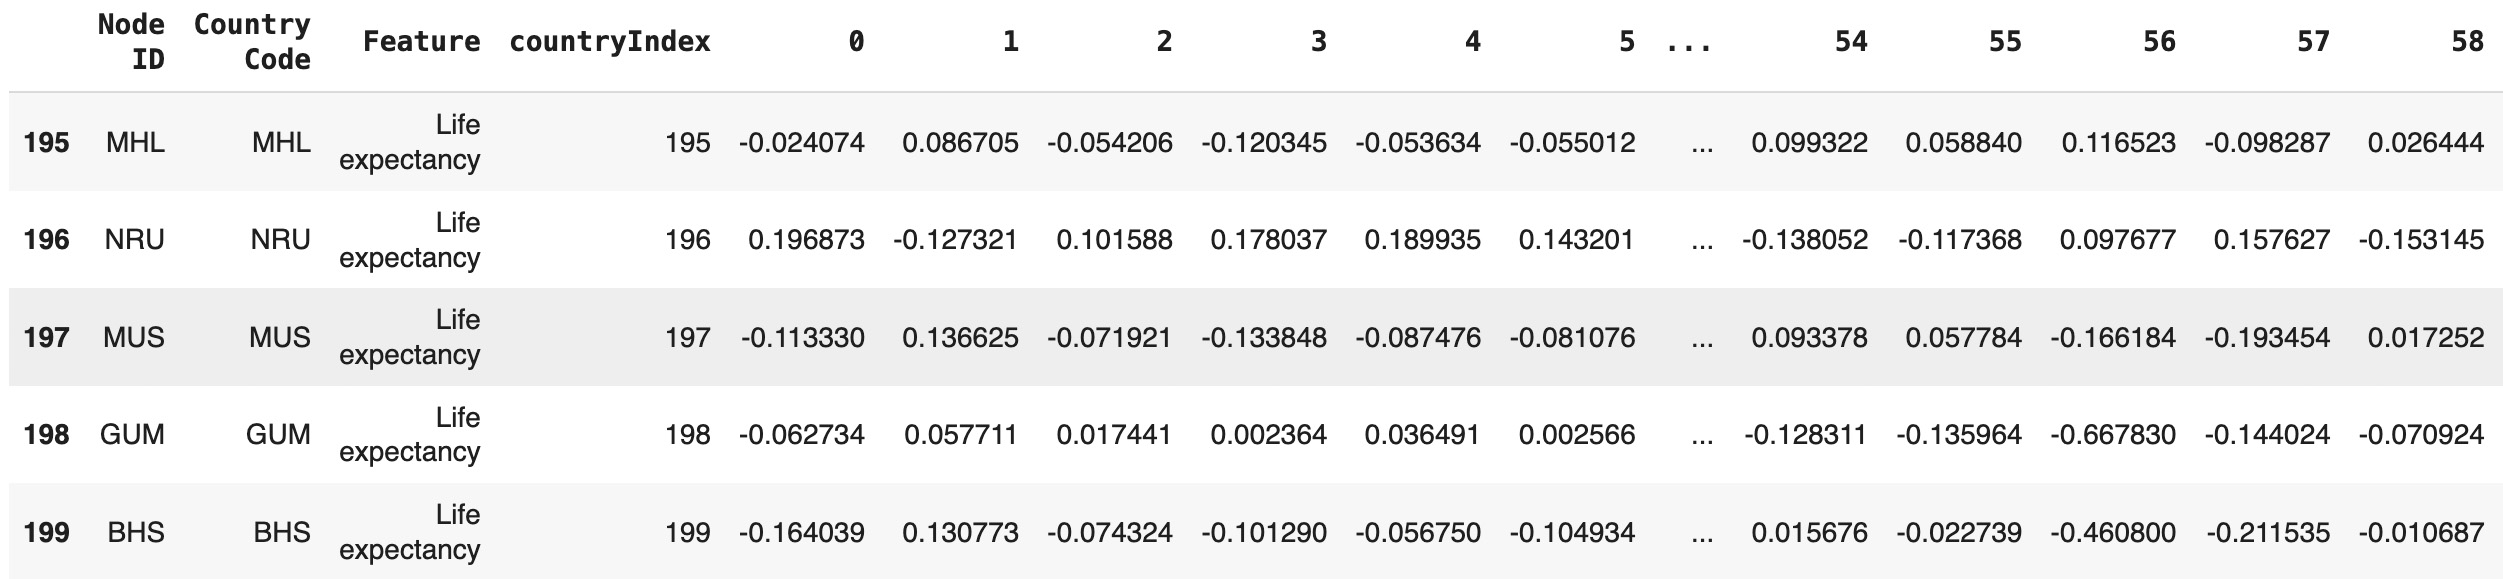 Node ID Country Code Feature countryIndex 0 1 2 3 4 5 ... 54 55 56 57 58
195 MHL MHL Life expectancy 195 -0.024074 0.086705 -0.054206 -0.120345 -0.053634 -0.055012 ... 0.099322 0.058840 0.116523 -0.098287 0.026444
196 NRU NRU Life expectancy 196 0.196873 -0.127321 0.101588 0.178037 0.189935 0.143201 ... -0.138052 -0.117368 0.097677 0.157627 -0.153145
197 MUS MUS Life expectancy 197 -0.113330 0.136625 -0.071921 -0.133848 -0.087476 -0.081076 ... 0.093378 0.057784 -0.166184 -0.193454 0.017252
198 GUM GUM Life expectancy 198 -0.062734 0.057711 0.017441 0.002364 0.036491 0.002566 ... -0.128311 -0.135964 -0.667830 -0.144024 -0.070924
199 BHS BHS Life expectancy 199 -0.164039 0.130773 -0.074324 -0.101290 -0.056750 -0.104934 ... 0.015676 -0.022739 -0.460800 -0.211535 -0.010687